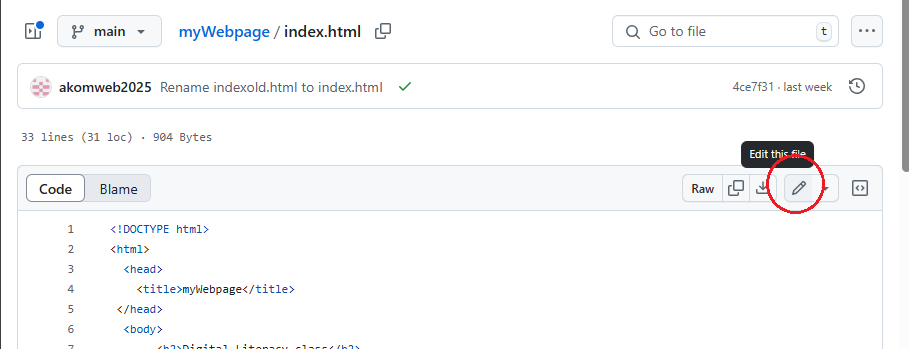 main
myWebpage / index.html
Go to file
t
akomweb2025 Rename indexold.html to index.html
4ce7f31 · last week
33 lines (31 loc) · 904 Bytes
Edit this file
Code Blame
Raw
1 <!DOCTYPE html>
2 <html>
3 <head>
4 <title>myWebpage</title>
5 </head>
6 <body>
7 <h2>Digital Literacy class</h2>